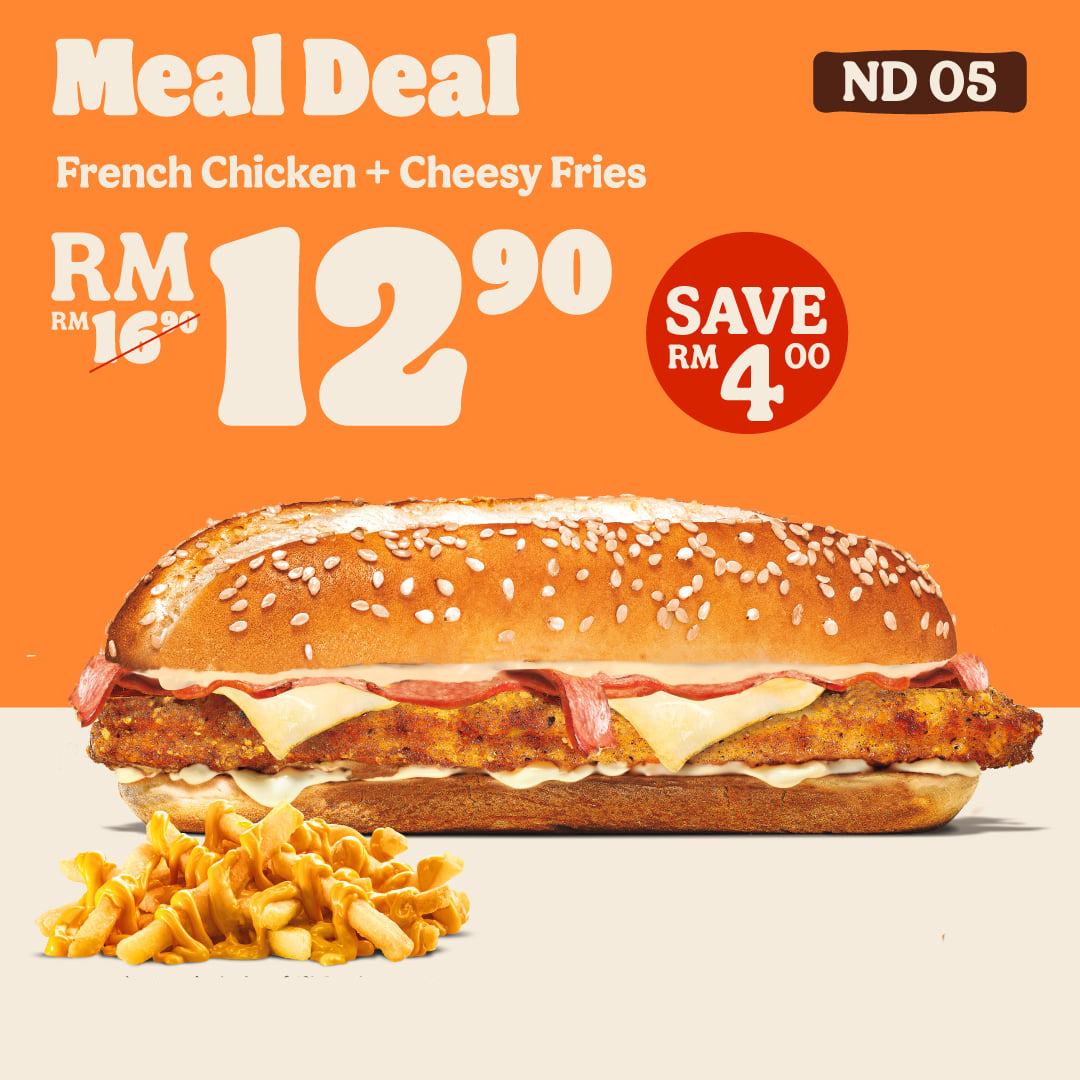 Meal Deal
ND 05
French Chicken + Cheesy Fries
RM 12 90
RM 16 90
SAVE
RM 4 00